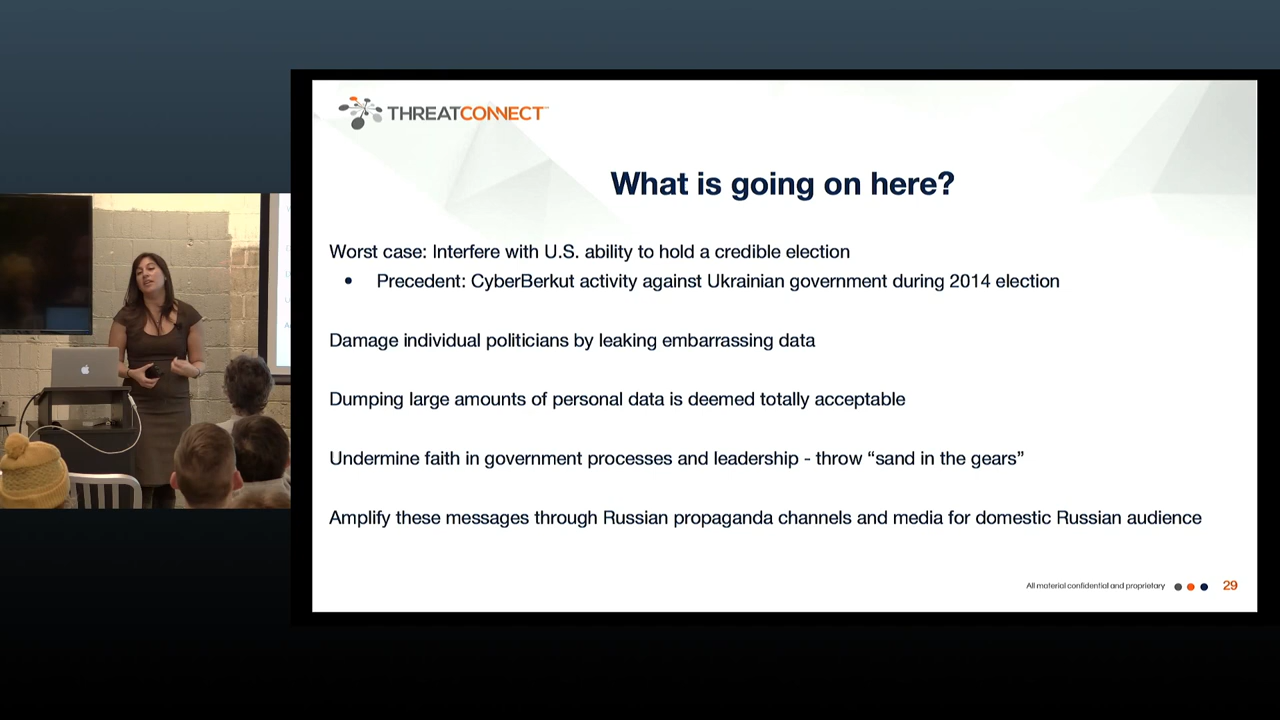 THREATCONNECT™
What is going on here?
Worst case: Interfere with U.S. ability to hold a credible election
• Precedent: CyberBerkut activity against Ukrainian government during 2014 election
Damage individual politicians by leaking embarrassing data
Dumping large amounts of personal data is deemed totally acceptable
Undermine faith in government processes and leadership - throw “sand in the gears”
Amplify these messages through Russian propaganda channels and media for domestic Russian audience
All material confidential and proprietary
29